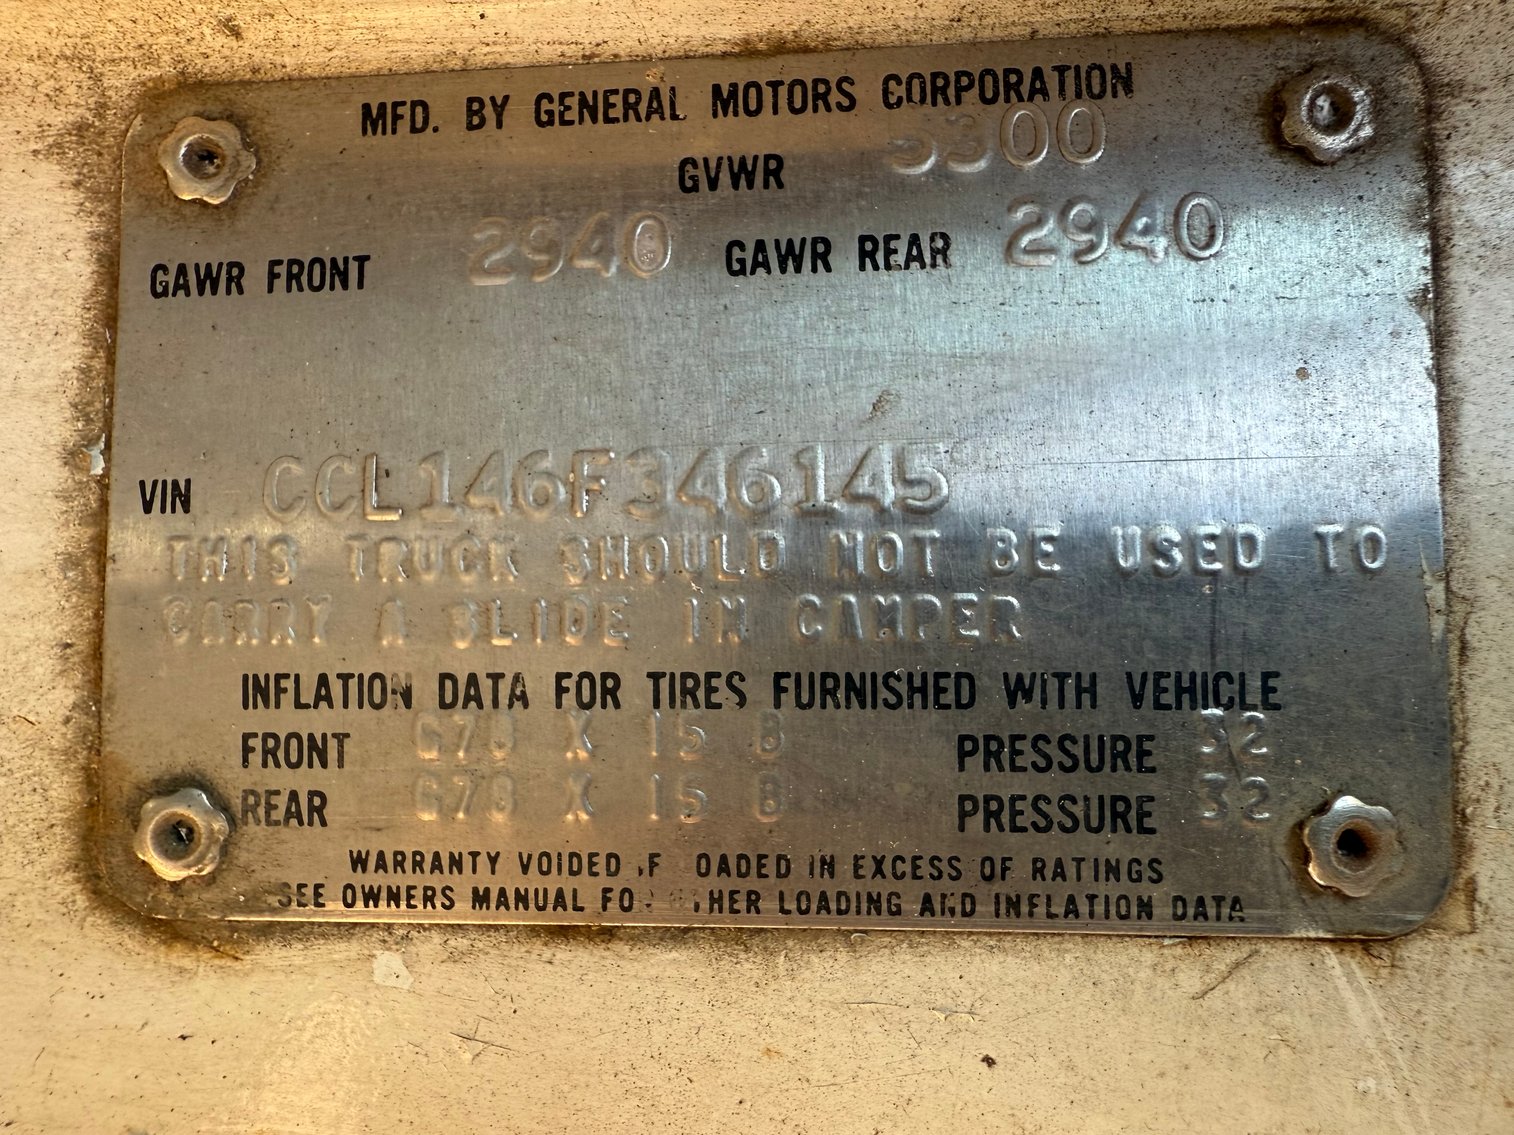 MFD. BY GENERAL MOTORS CORPORATION
GVWR 5300
GAWR FRONT 2940 GAWR REAR 2940
VIN CCL146F346145
THIS TRUCK SHOULD NOT BE USED TO
CARRY A SLIDE IN CAMPER
INFLATION DATA FOR TIRES FURNISHED WITH VEHICLE
FRONT G78 X 15 B PRESSURE 32
REAR G78 X 15 B PRESSURE 32
WARRANTY VOIDED IF LOADED IN EXCESS OF RATINGS
SEE OWNERS MANUAL FOR OTHER LOADING AND INFLATION DATA